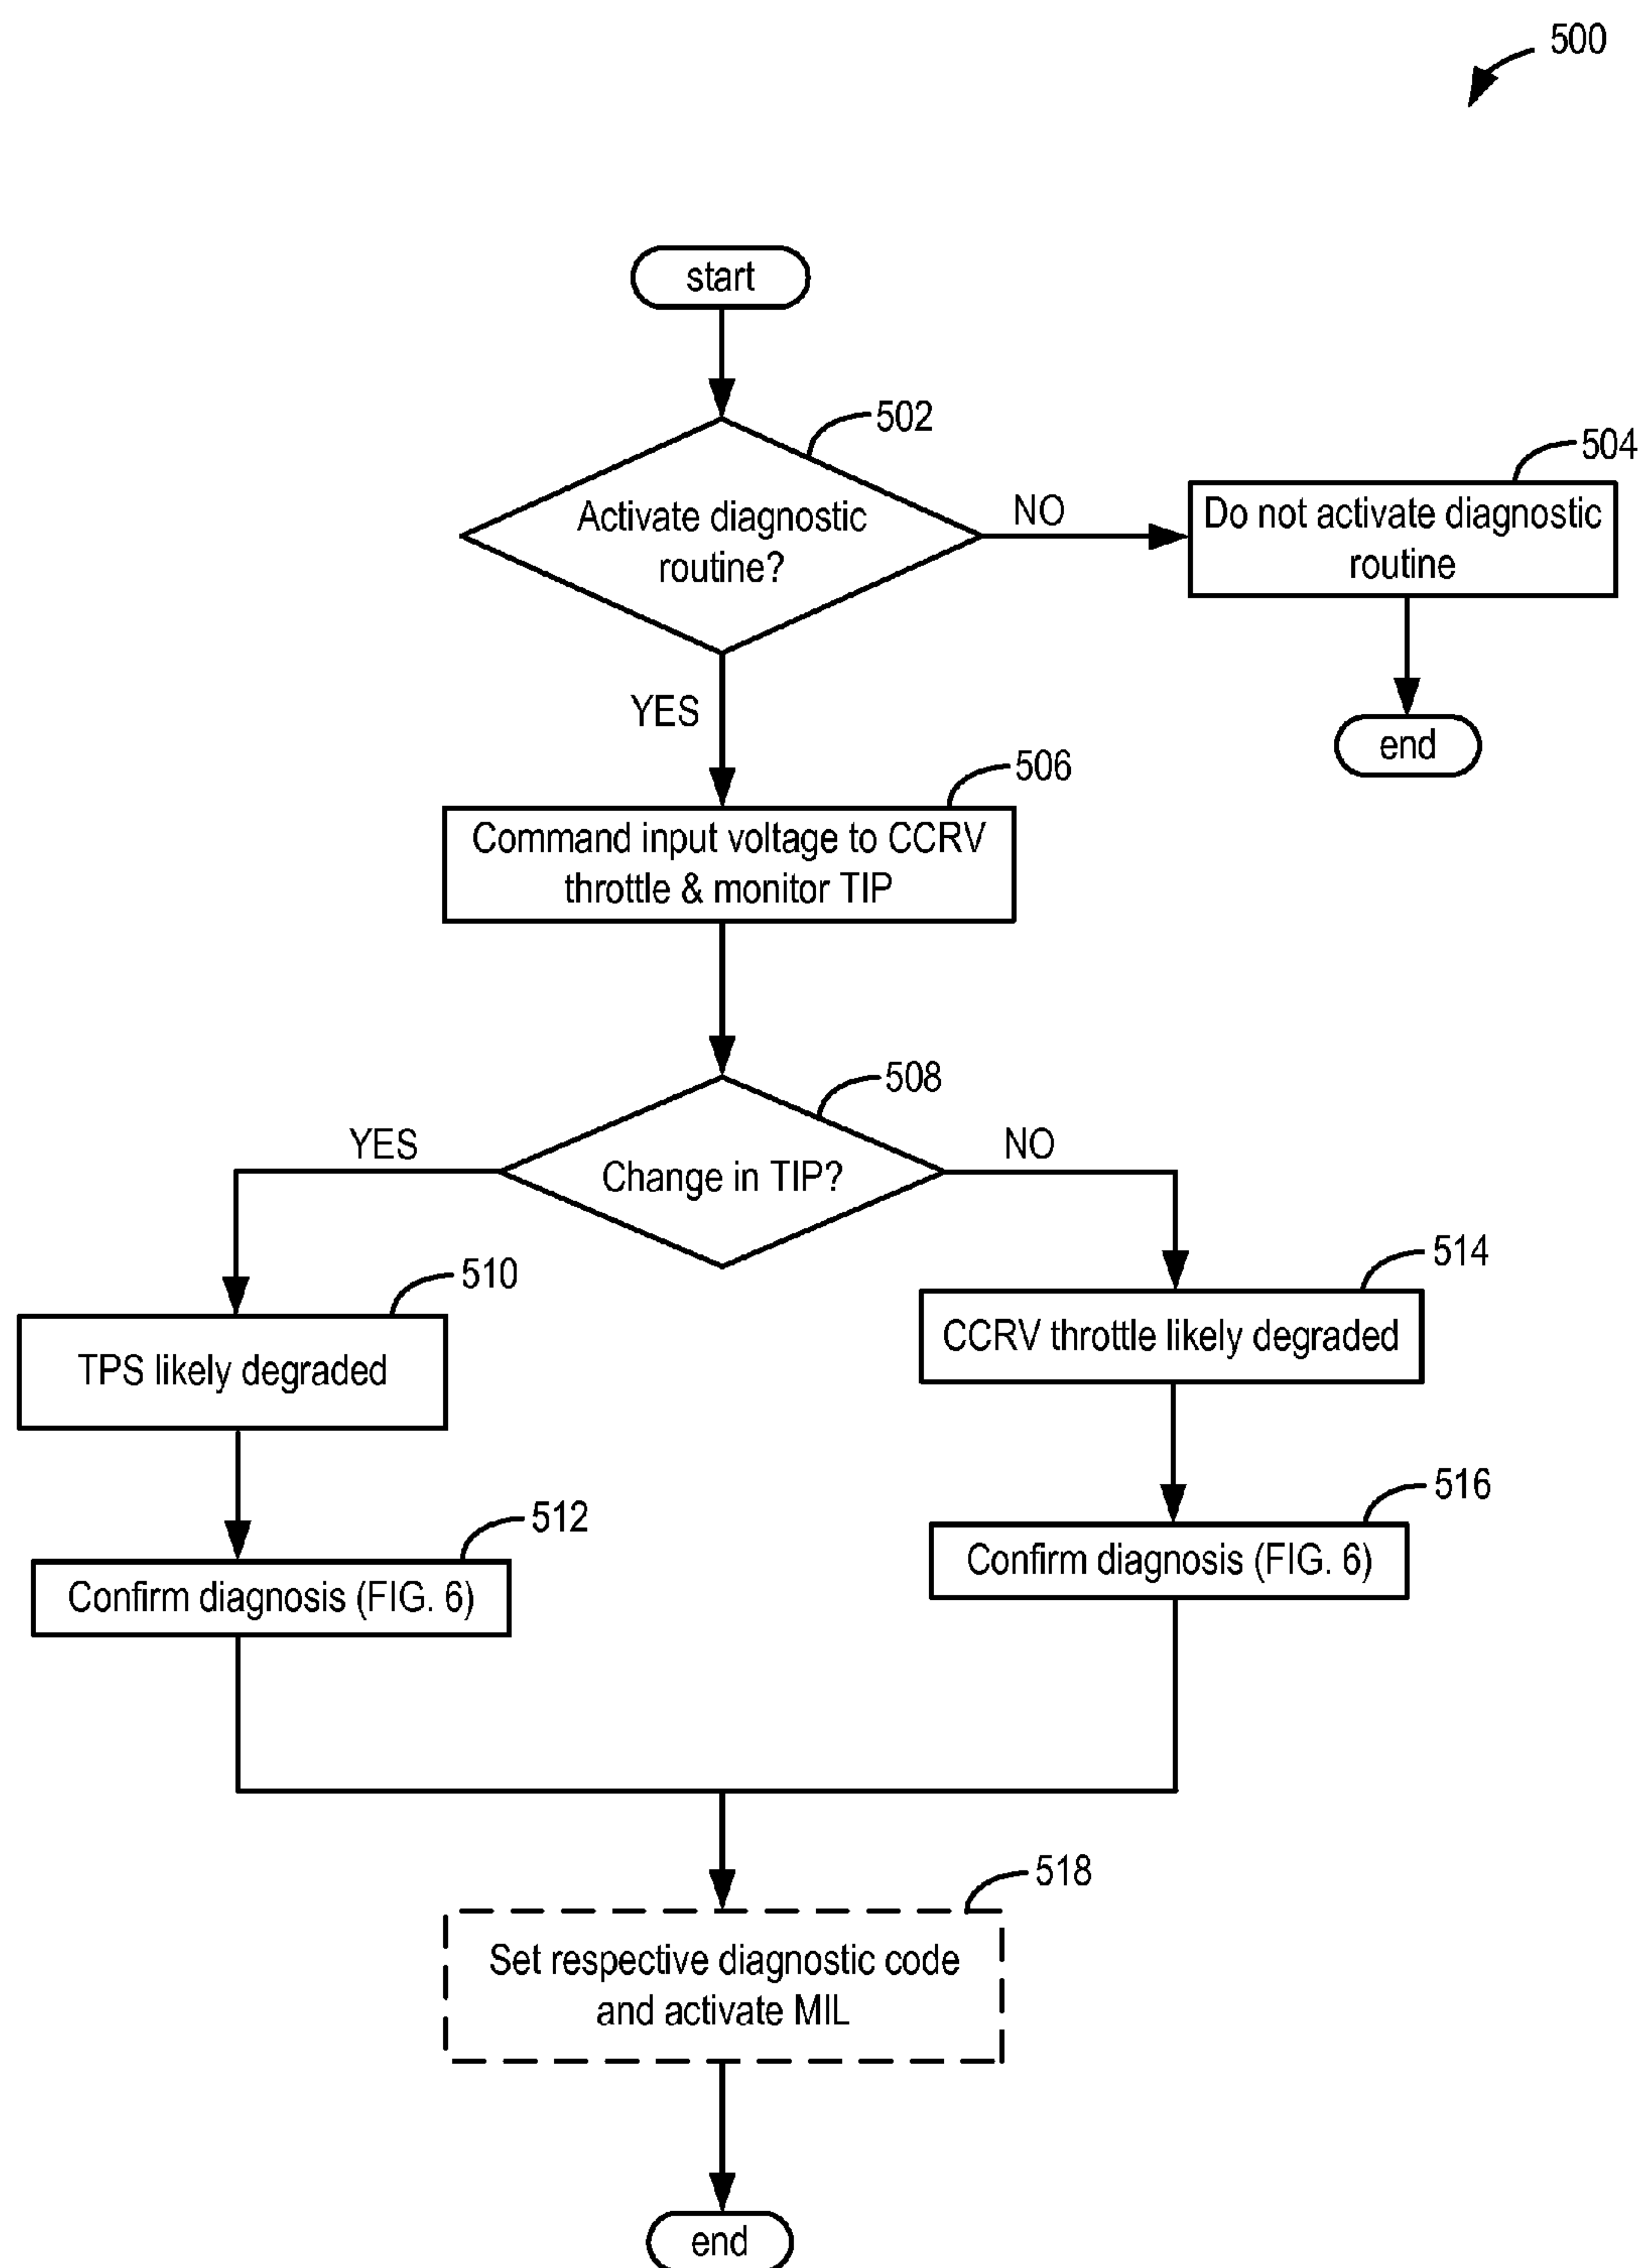 500
start
502
Activate diagnostic
routine?
NO
504
Do not activate diagnostic
routine
end
YES
506
Command input voltage to CCRV
throttle & monitor TIP
508
Change in TIP?
YES
NO
510
TPS likely degraded
514
CCRV throttle likely degraded
512
Confirm diagnosis (FIG. 6)
516
Confirm diagnosis (FIG. 6)
518
Set respective diagnostic code
and activate MIL
end